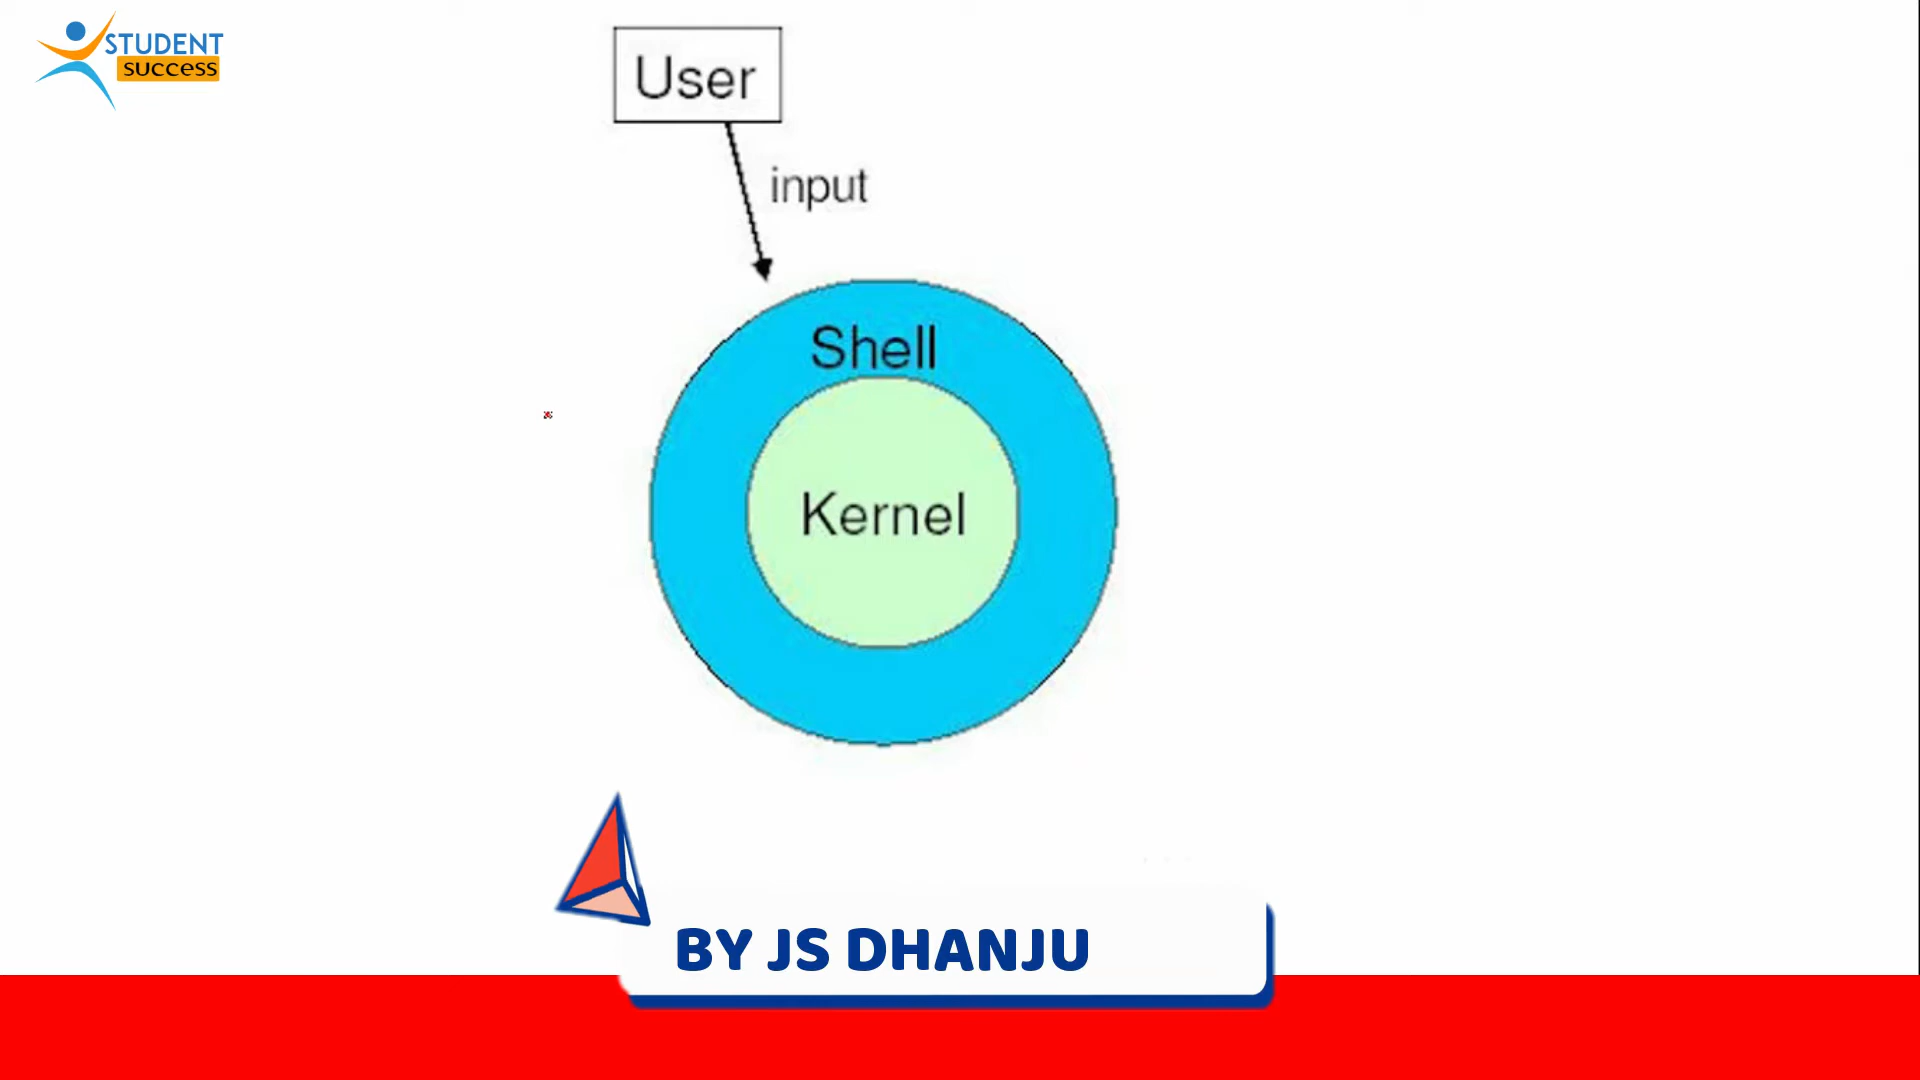 STUDENT
success
User
input
Shell
Kernel
BY JS DHANJU